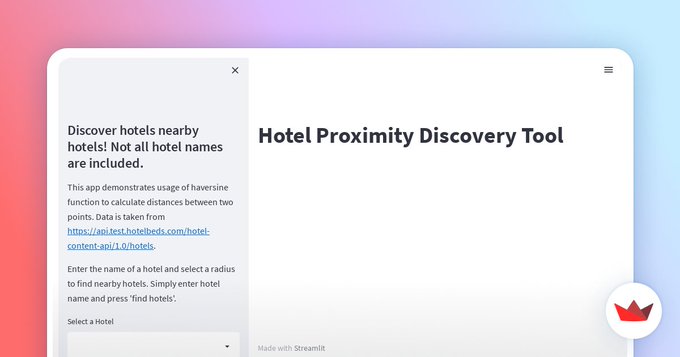 Discover hotels nearby
hotels! Not all hotel names
are included.
This app demonstrates usage of haversine
function to calculate distances between two
points. Data is taken from
https://api.test.hotelbeds.com/hotel-
content-api/1.0/hotels.
Enter the name of a hotel and select a radius
to find nearby hotels. Simply enter hotel
name and press 'find hotels'.
Select a Hotel
Hotel Proximity Discovery Tool
Made with Streamlit